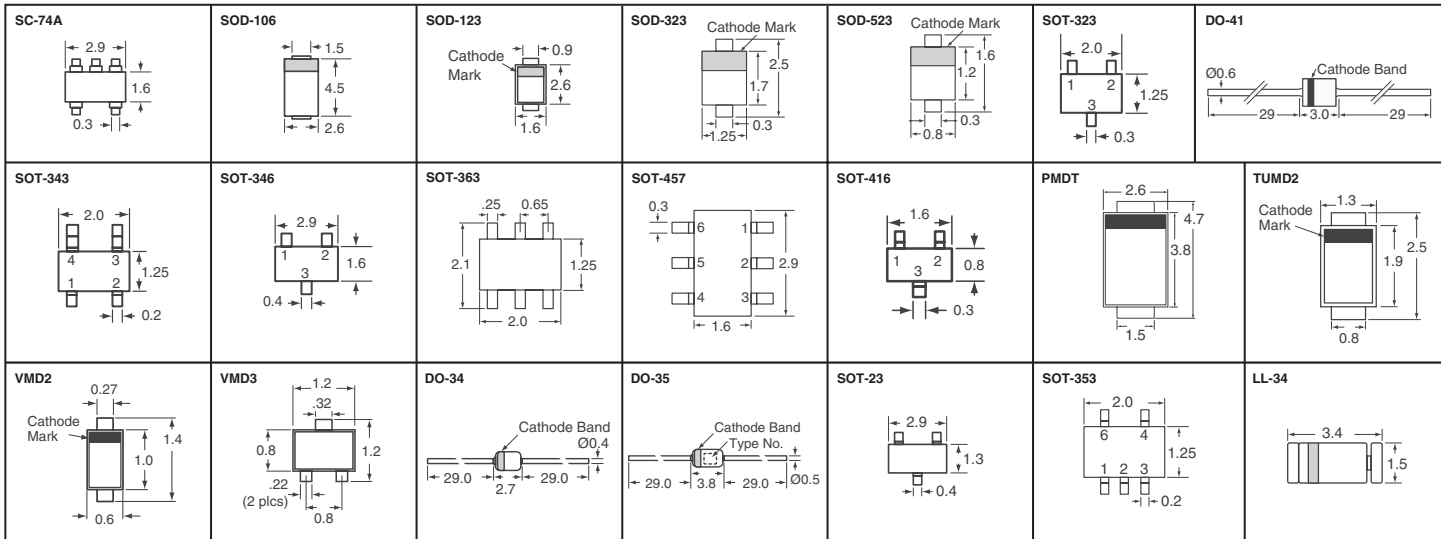 SC-74A
2.9
1.6
0.3
SOD-106
1.5
4.5
2.6
SOD-123
Cathode
Mark
0.9
2.6
1.6
SOD-323
Cathode Mark
2.5
1.7
0.3
1.25
SOD-523
Cathode Mark
1.6
1.2
0.3
0.8
SOT-323
2.0
1 2
3
1.25
0.3
DO-41
Ø0.6
Cathode Band
29 3.0 29
SOT-343
2.0
4 3
1 2
1.25
0.2
SOT-346
2.9
1 2
3
1.6
0.4
SOT-363
.25 0.65
2.1
1.25
2.0
SOT-457
0.3
6 1
5 2
4 3
2.9
1.6
SOT-416
1.6
1 2
3
0.8
0.3
PMDT
2.6
4.7
3.8
1.5
TUMD2
1.3
Cathode
Mark
2.5
1.9
0.8
VMD2
0.27
Cathode
Mark
1.4
1.0
0.6
VMD3
1.2
.32
0.8
1.2
.22
(2 plcs)
0.8
DO-34
Cathode Band
Ø0.4
29.0 29.0
2.7
DO-35
Cathode Band
Type No.
29.0 3.8 29.0 Ø0.5
SOT-23
2.9
1.3
0.4
SOT-353
2.0
6 4
1 2 3
1.25
0.2
LL-34
3.4
1.5